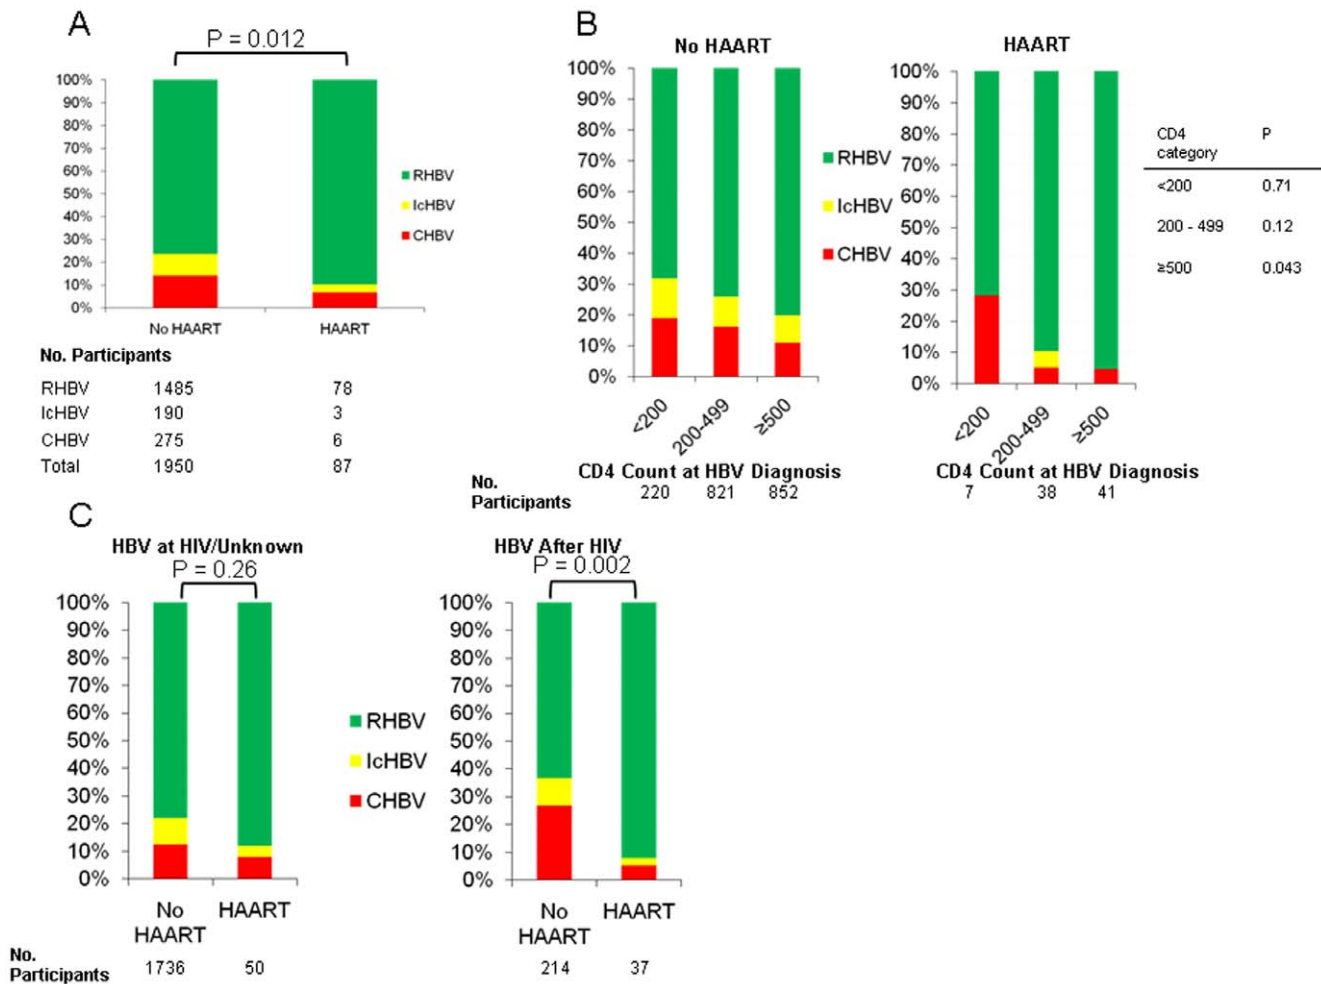 A
P = 0.012
100%
90%
80%
70%
60%
50%
40%
30%
20%
10%
0%
No HAART HAART
RHBV
IcHBV
CHBV
No. Participants
RHBV 1485 78
IcHBV 190 3
CHBV 275 6
Total 1950 87
B
No HAART
100%
90%
80%
70%
60%
50%
40%
30%
20%
10%
0%
<200 200-499 ≥500
CD4 Count at HBV Diagnosis
No.
Participants
220 821 852
RHBV
IcHBV
CHBV
HAART
100%
90%
80%
70%
60%
50%
40%
30%
20%
10%
0%
<200 200-499 ≥500
CD4 Count at HBV Diagnosis
7 38 41
CD4
category P
<200 0.71
200 - 499 0.12
≥500 0.043
C
HBV at HIV/Unknown
P = 0.26
100%
90%
80%
70%
60%
50%
40%
30%
20%
10%
0%
No
HAART HAART
No.
Participants
1736 50
RHBV
IcHBV
CHBV
HBV After HIV
P = 0.002
100%
90%
80%
70%
60%
50%
40%
30%
20%
10%
0%
No
HAART HAART
214 37